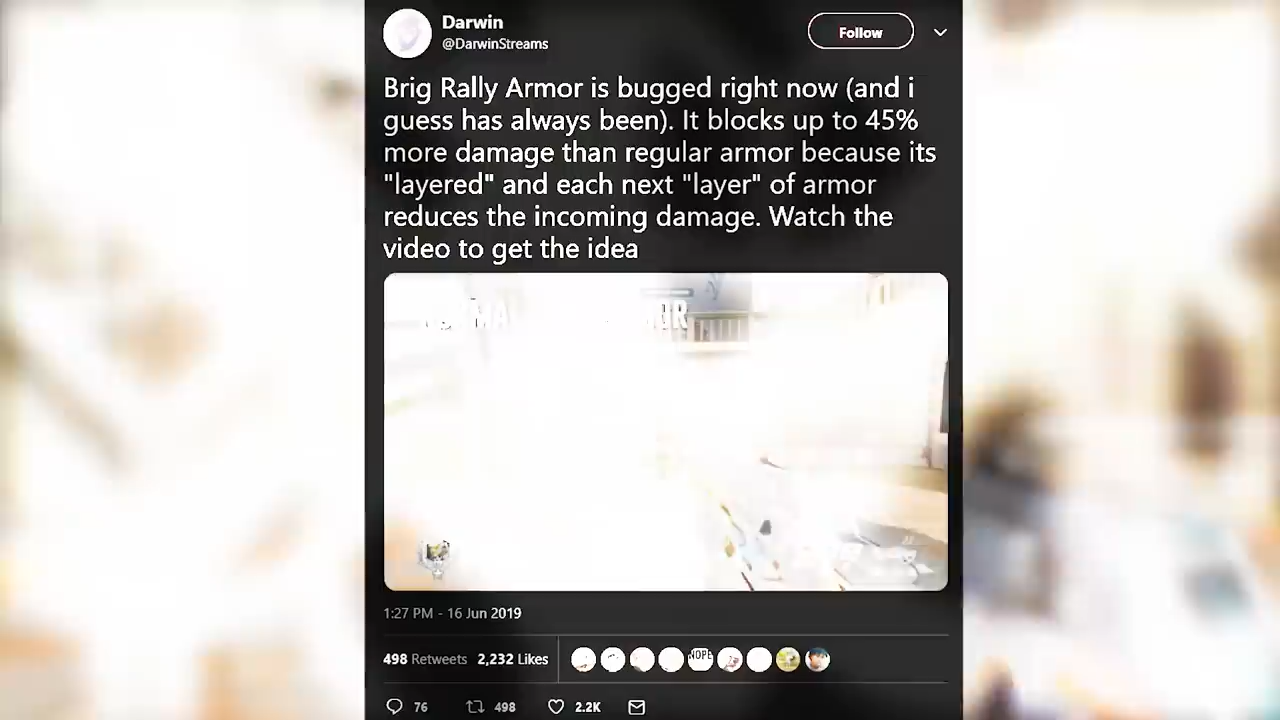 Darwin
@DarwinStreams
Follow
Brig Rally Armor is bugged right now (and i
guess has always been). It blocks up to 45%
more damage than regular armor because its
"layered" and each next "layer" of armor
reduces the incoming damage. Watch the
video to get the idea
1:27 PM - 16 Jun 2019
498 Retweets 2,232 Likes
NOPE
76 498 2.2K